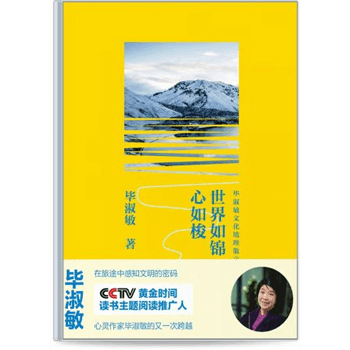 世界如锦
心如梭
毕淑敏文化地理散
毕淑敏 著
毕淑敏
在旅途中感知文明的密码
CCTV 黄金时间
读书主题阅读推广人
心灵作家毕淑敏的又一次跨越